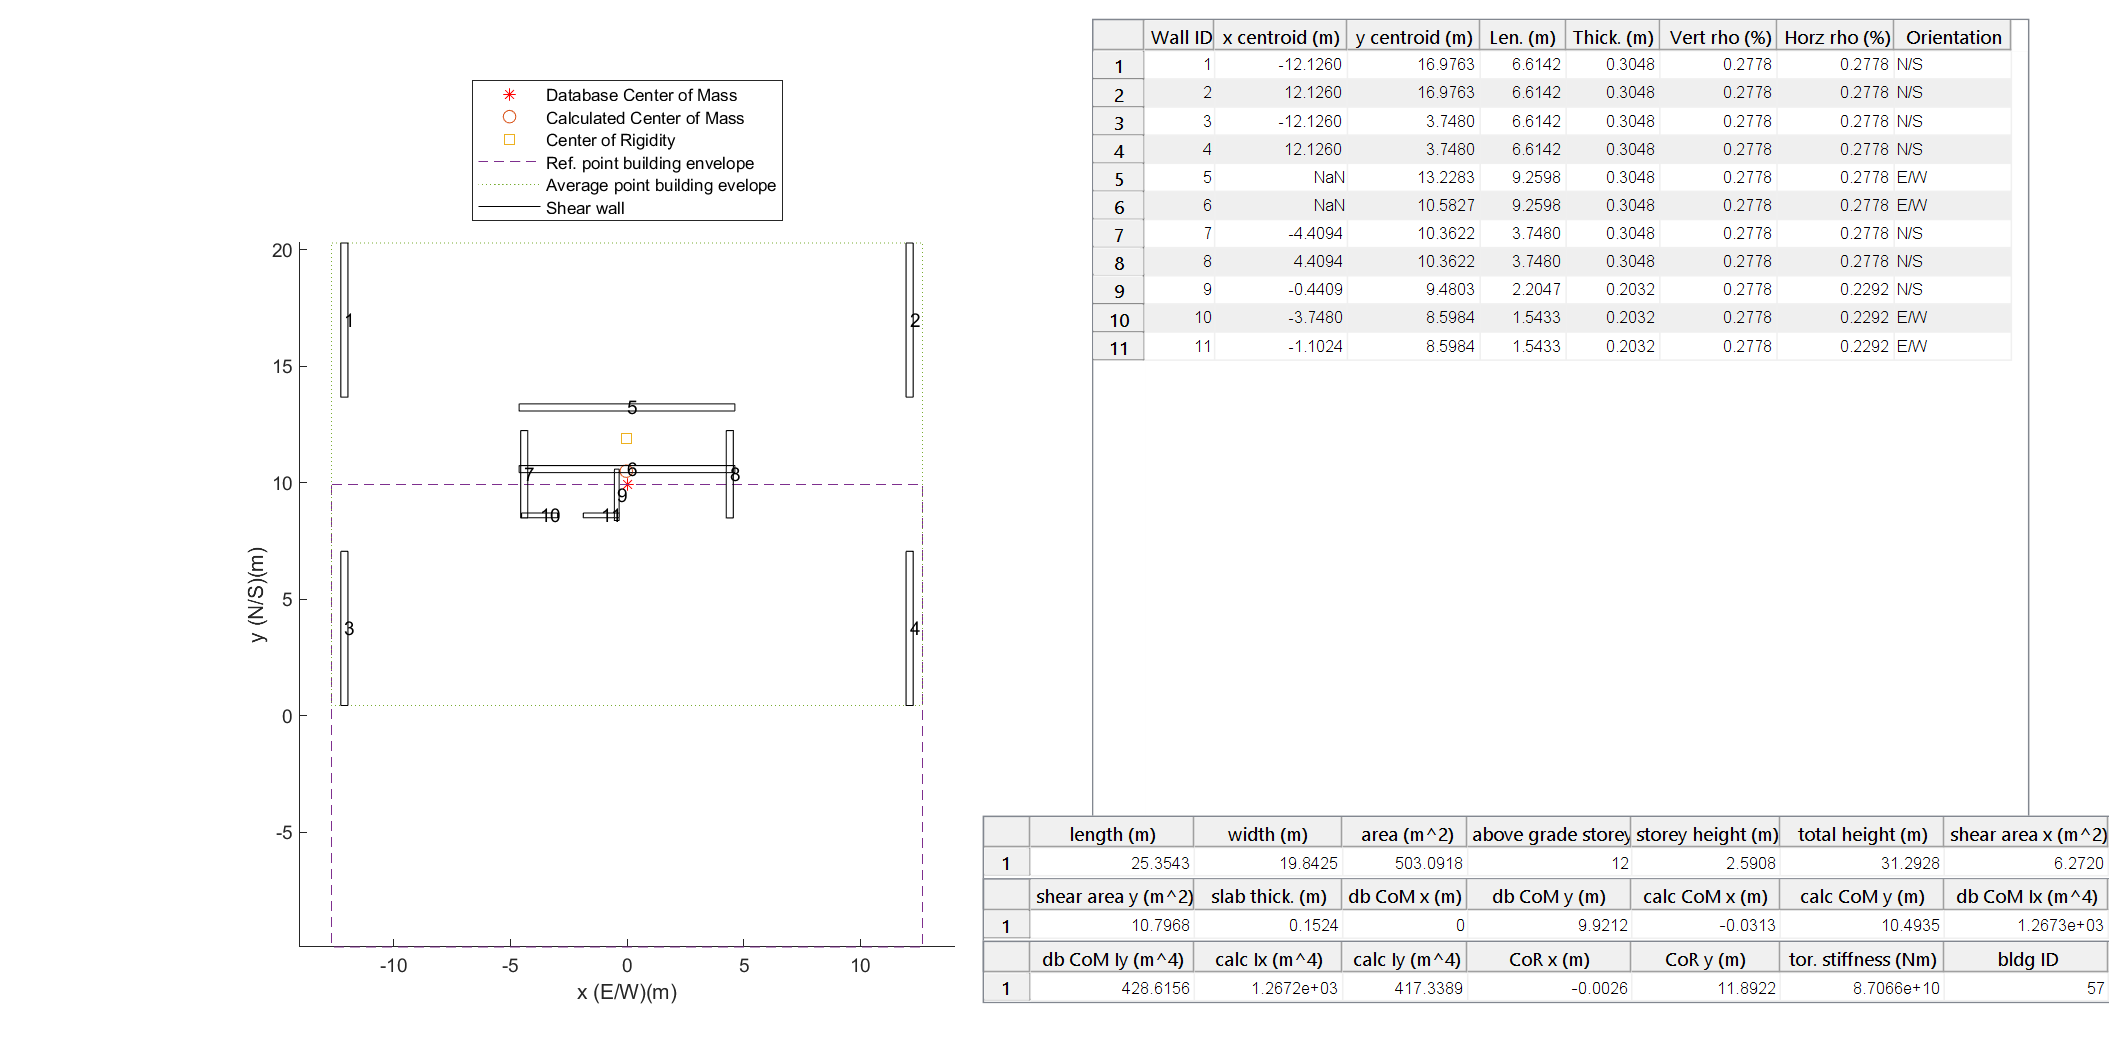 Database Center of Mass
Calculated Center of Mass
Center of Rigidity
Ref. point building envelope
Average point building evelope
Shear wall
20
15
10
5
0
-5
y (N/S)(m)
-10 -5 0 5 10
x (E/W)(m)
1
2
5
6
7
8
9
10
11
3
4
Wall ID x centroid (m) y centroid (m) Len. (m) Thick. (m) Vert rho (%) Horz rho (%) Orientation
1 1 -12.1260 16.9763 6.6142 0.3048 0.2778 0.2778 N/S
2 2 12.1260 16.9763 6.6142 0.3048 0.2778 0.2778 N/S
3 3 -12.1260 3.7480 6.6142 0.3048 0.2778 0.2778 N/S
4 4 12.1260 3.7480 6.6142 0.3048 0.2778 0.2778 N/S
5 5 NaN 13.2283 9.2598 0.3048 0.2778 0.2778 E/W
6 6 NaN 10.5827 9.2598 0.3048 0.2778 0.2778 E/W
7 7 -4.4094 10.3622 3.7480 0.3048 0.2778 0.2778 N/S
8 8 4.4094 10.3622 3.7480 0.3048 0.2778 0.2778 N/S
9 9 -0.4409 9.4803 2.2047 0.2032 0.2778 0.2292 N/S
10 10 -3.7480 8.5984 1.5433 0.2032 0.2778 0.2292 E/W
11 11 -1.1024 8.5984 1.5433 0.2032 0.2778 0.2292 E/W
length (m) width (m) area (m^2) above grade storey storey height (m) total height (m) shear area x (m^2)
1 25.3543 19.8425 503.0918 12 2.5908 31.2928 6.2720
shear area y (m^2) slab thick. (m) db CoM x (m) db CoM y (m) calc CoM x (m) calc CoM y (m) db CoM Ix (m^4)
1 10.7968 0.1524 0 9.9212 -0.0313 10.4935 1.2673e+03
db CoM Iy (m^4) calc Ix (m^4) calc Iy (m^4) CoR x (m) CoR y (m) tor. stiffness (Nm) bldg ID
1 428.6156 1.2672e+03 417.3389 -0.0026 11.8922 8.7066e+10 57